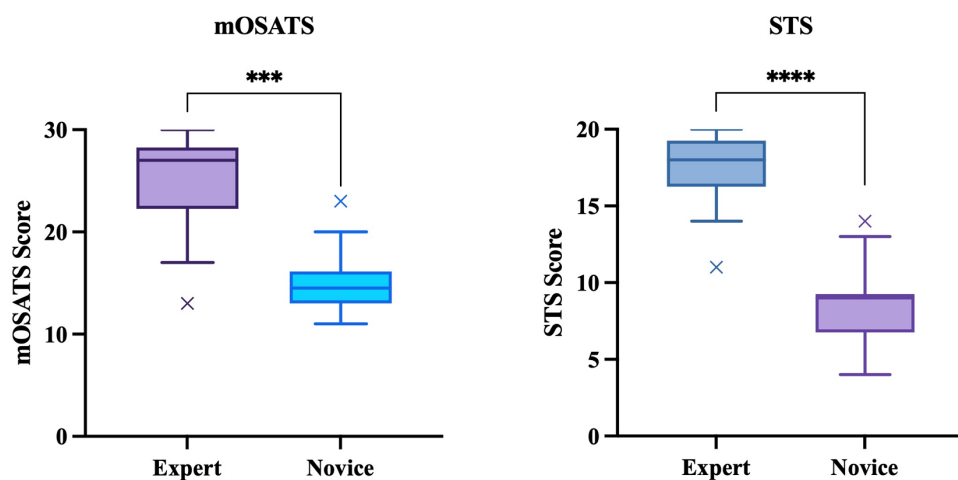 mOSATS
***
mOSATS Score
30
20
10
0
Expert
Novice
STS
****
STS Score
20
15
10
5
0
Expert
Novice